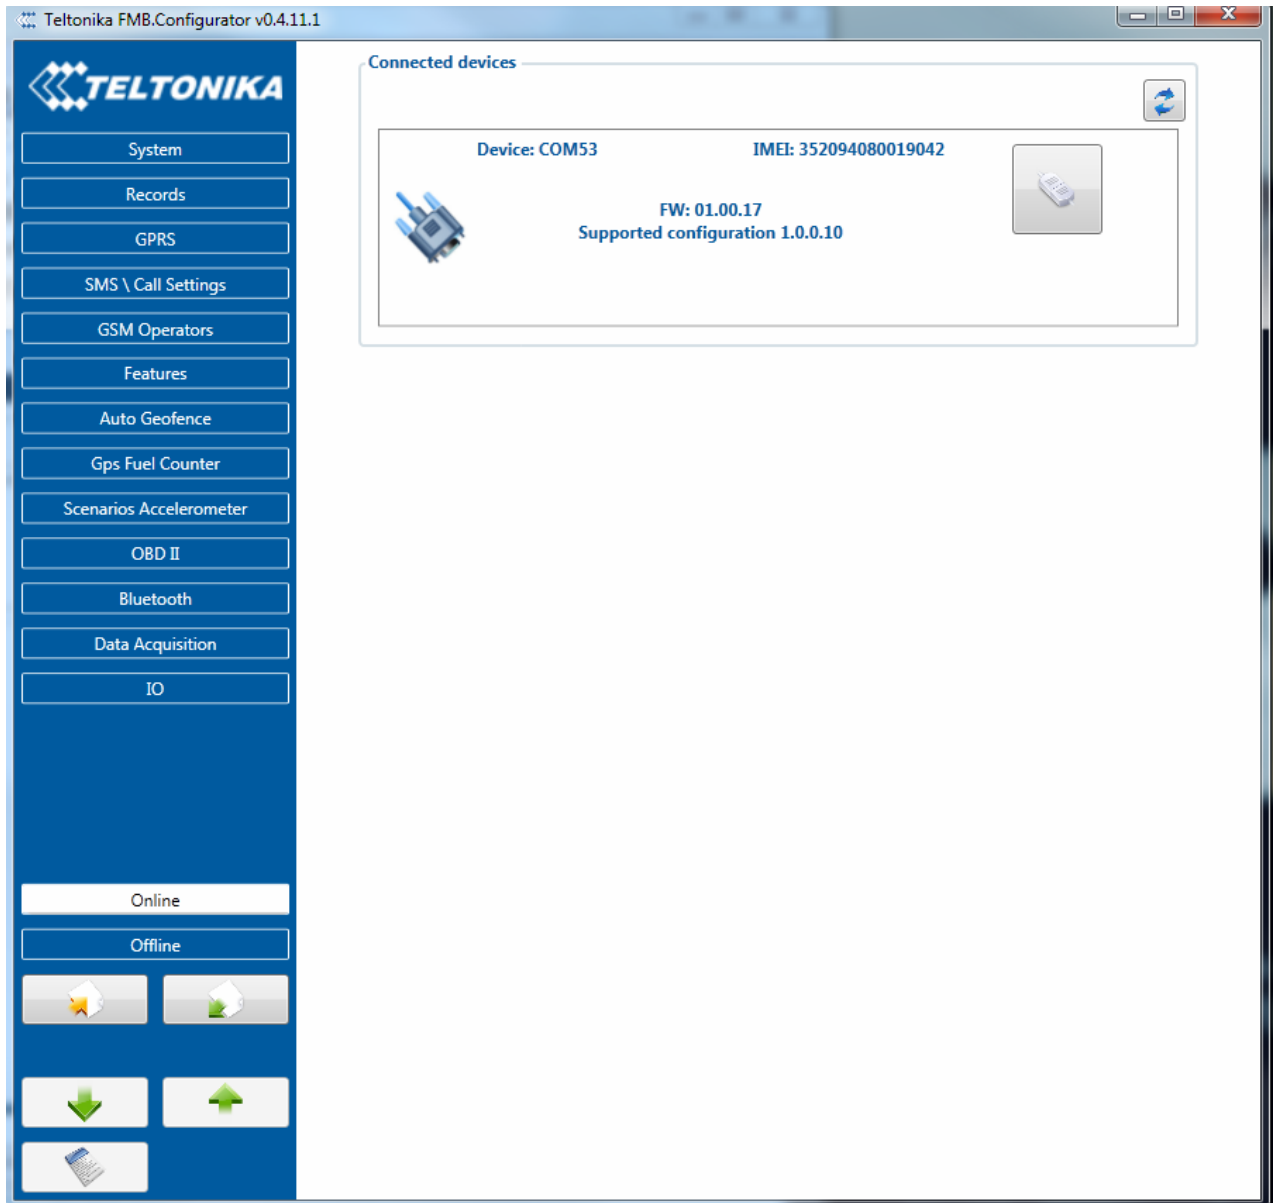 Teltonika FMB.Configurator v0.4.11.1
TELTONIKA
System
Records
GPRS
SMS \ Call Settings
GSM Operators
Features
Auto Geofence
Gps Fuel Counter
Scenarios Accelerometer
OBD II
Bluetooth
Data Acquisition
IO
Online
Offline
Connected devices
Device: COM53
IMEI: 352094080019042
FW: 01.00.17
Supported configuration 1.0.0.10